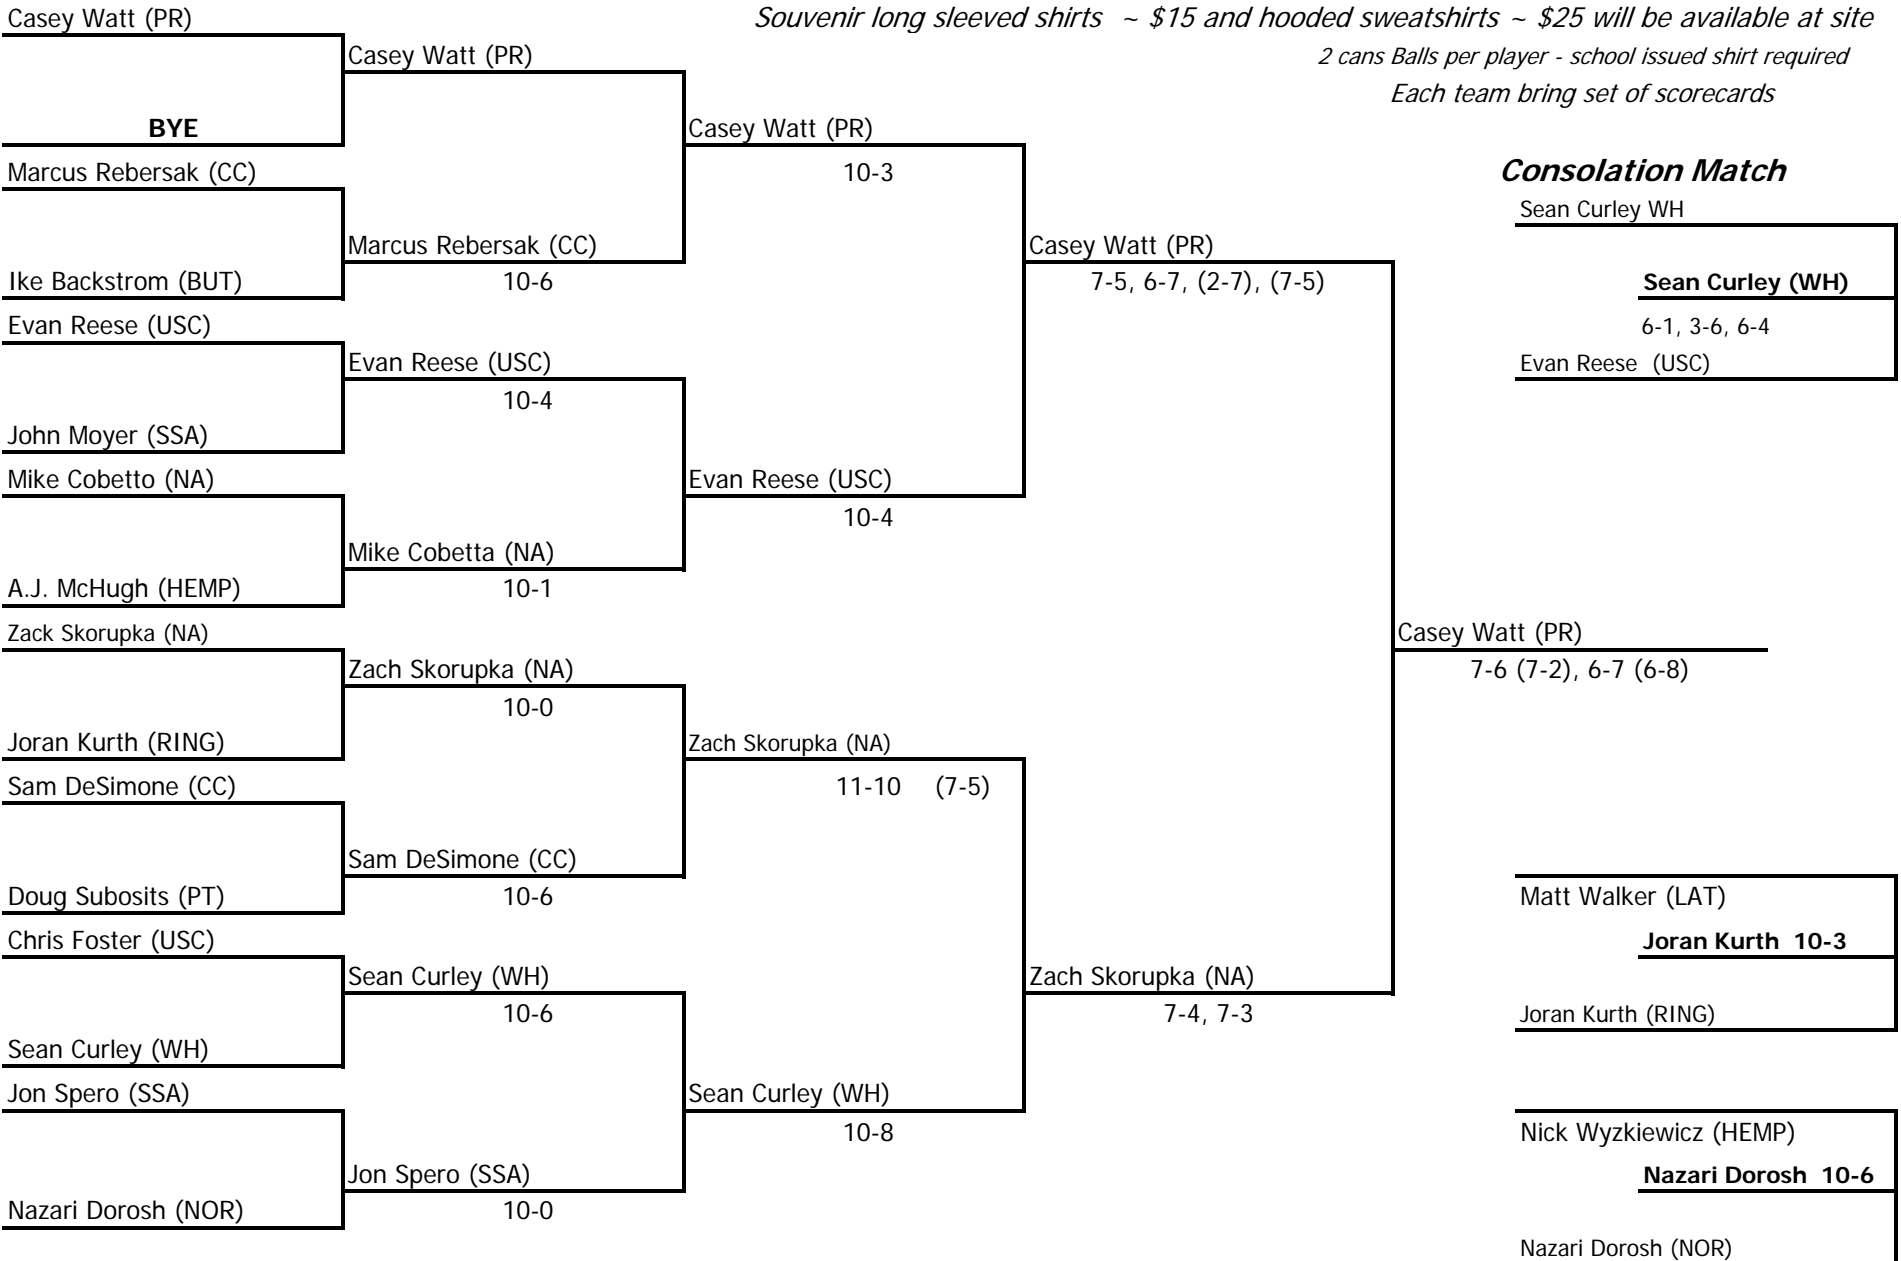 Casey Watt (PR)
Souvenir long sleeved shirts ~ $15 and hooded sweatshirts ~ $25 will be available at site
Casey Watt (PR)
2 cans Balls per player - school issued shirt required
Each team bring set of scorecards
BYE
Casey Watt (PR)
10-3
Marcus Rebersak (CC)
Consolation Match
Sean Curley WH
Marcus Rebersak (CC)
10-6
Casey Watt (PR)
7-5, 6-7, (2-7), (7-5)
Ike Backstrom (BUT)
Sean Curley (WH)
6-1, 3-6, 6-4
Evan Reese (USC)
Evan Reese (USC)
Evan Reese (USC)
10-4
John Moyer (SSA)
Mike Cobetto (NA)
Evan Reese (USC)
10-4
Mike Cobetta (NA)
10-1
A.J. McHugh (HEMP)
Zack Skorupka (NA)
Casey Watt (PR)
7-6 (7-2), 6-7 (6-8)
Zach Skorupka (NA)
10-0
Joran Kurth (RING)
Zach Skorupka (NA)
11-10 (7-5)
Sam DeSimone (CC)
Sam DeSimone (CC)
10-6
Doug Subosits (PT)
Matt Walker (LAT)
Chris Foster (USC)
Joran Kurth 10-3
Sean Curley (WH)
10-6
Zach Skorupka (NA)
7-4, 7-3
Joran Kurth (RING)
Sean Curley (WH)
Jon Spero (SSA)
Sean Curley (WH)
10-8
Nick Wyzkiewicz (HEMP)
Jon Spero (SSA)
10-0
Nazari Dorosh 10-6
Nazari Dorosh (NOR)
Nazari Dorosh (NOR)